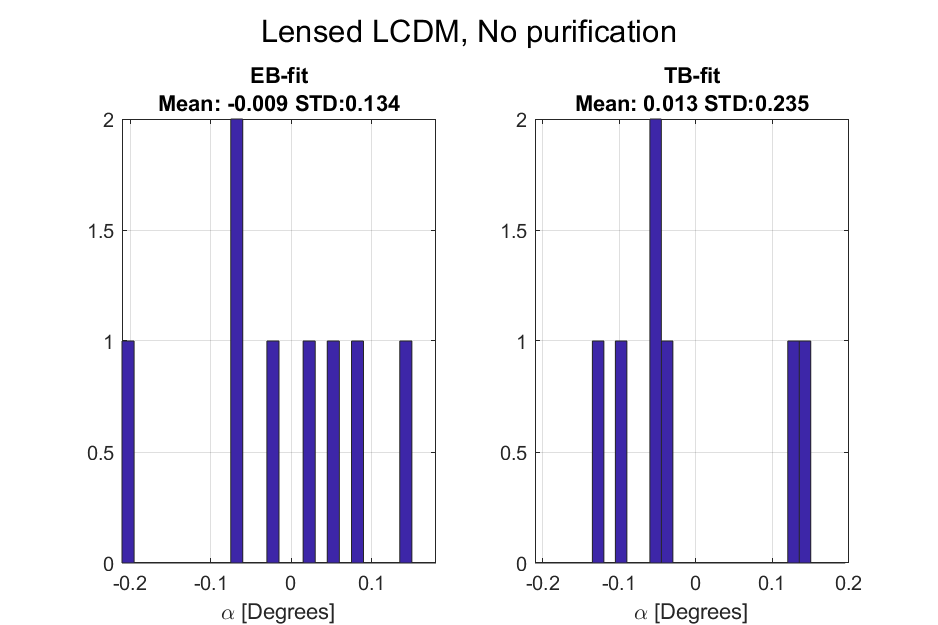 Lensed LCDM, No purification
EB-fit
Mean: -0.009 STD:0.134
2
1.5
1
0.5
0
-0.2 -0.1 0 0.1
α [Degrees]
TB-fit
Mean: 0.013 STD:0.235
2
1.5
1
0.5
0
-0.2 -0.1 0 0.1 0.2
α [Degrees]